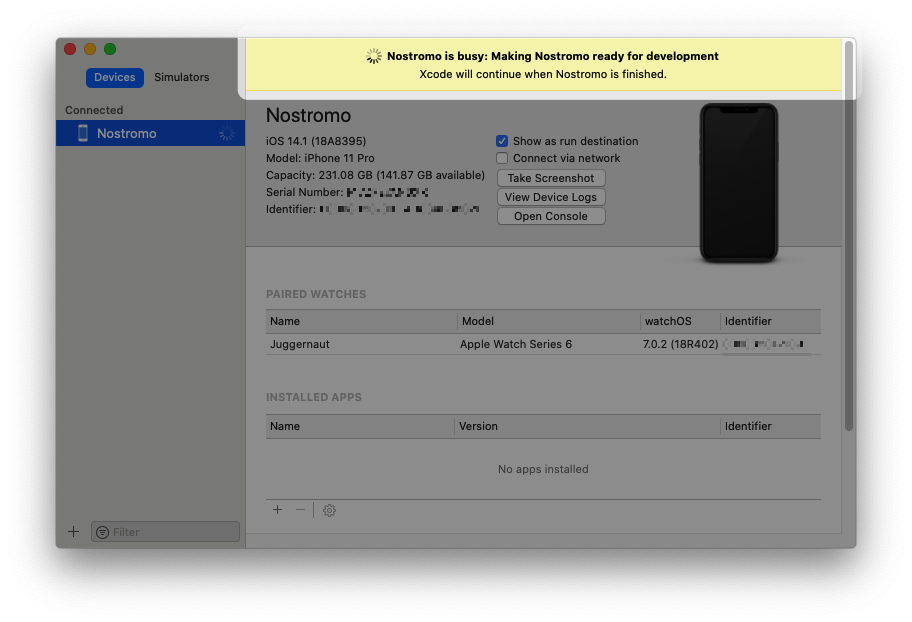 Nostromo is busy: Making Nostromo ready for development
Xcode will continue when Nostromo is finished.
Devices Simulators
Connected
Nostromo
Nostromo
iOS 14.1 (18A8395)
Model: iPhone 11 Pro
Capacity: 231.08 GB (141.87 GB available)
Serial Number:
Identifier:
Show as run destination
Connect via network
Take Screenshot
View Device Logs
Open Console
PAIRED WATCHES
Name Model watchOS Identifier
Juggernaut Apple Watch Series 6 7.0.2 (18R402)
INSTALLED APPS
Name Version Identifier
No apps installed
Filter